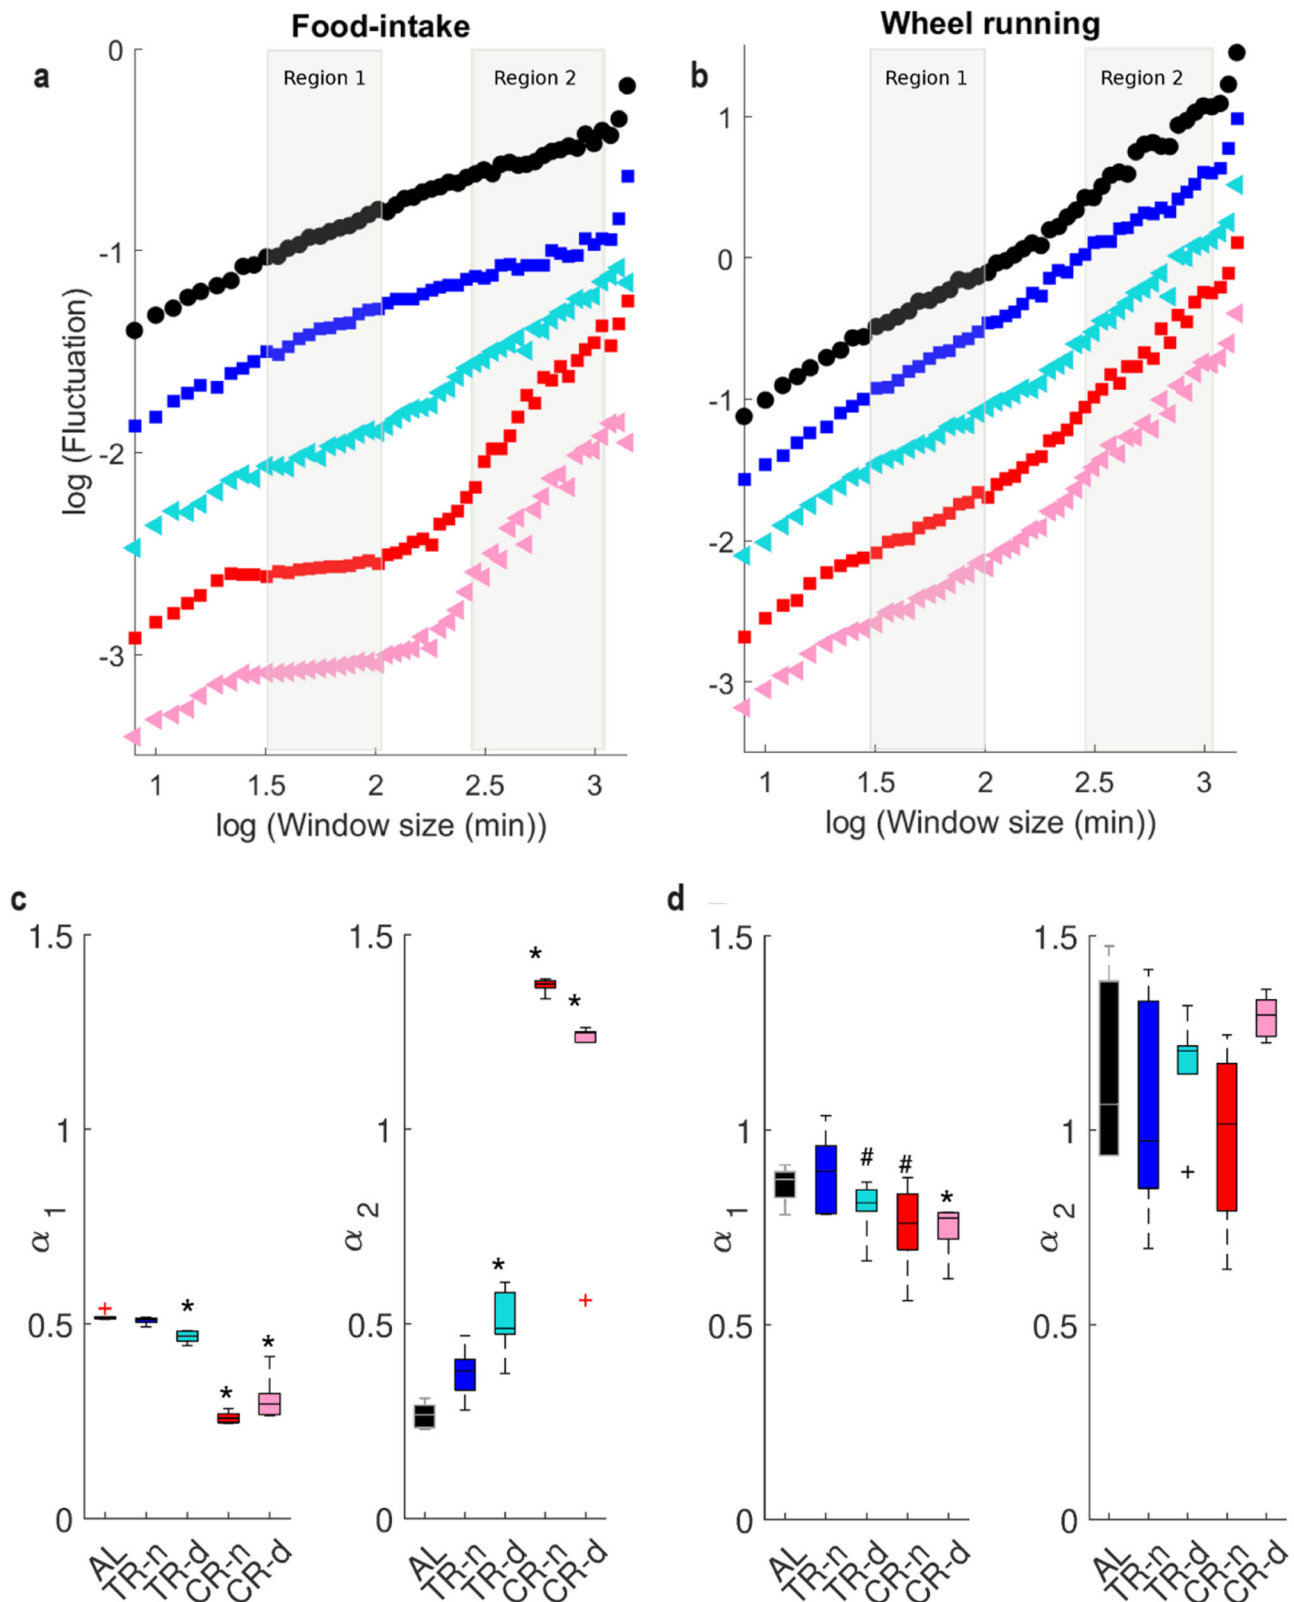 Food-intake
Wheel running
a
b
0
-1
-2
-3
log (Fluctuation)
Region 1
Region 2
1
1.5
2
2.5
3
log (Window size (min))
1
0
-1
-2
-3
Region 1
Region 2
1
1.5
2
2.5
3
log (Window size (min))
c
d
1.5
1
0.5
0
α 1
*
*
*
AL
TR-n
TR-d
CR-n
CR-d
1.5
1
0.5
0
α 2
*
*
*
AL
TR-n
TR-d
CR-n
CR-d
1.5
1
0.5
0
α 1
#
#
*
AL
TR-n
TR-d
CR-n
CR-d
1.5
1
0.5
0
α 2
AL
TR-n
TR-d
CR-n
CR-d